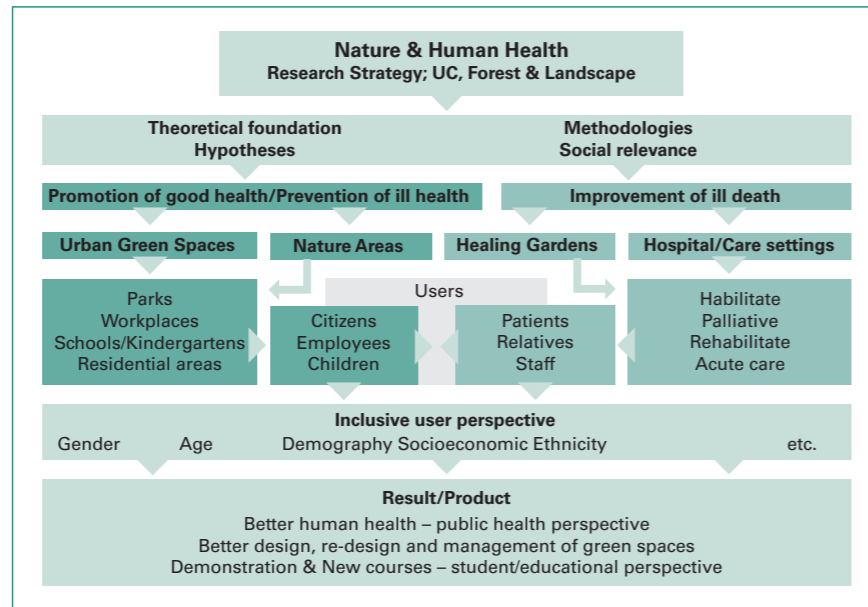 Nature & Human Health
Research Strategy; UC, Forest & Landscape
Theoretical foundation
Hypotheses
Methodologies
Social relevance
Promotion of good health/Prevention of ill health
Improvement of ill death
Urban Green Spaces
Nature Areas
Healing Gardens
Hospital/Care settings
Users
Parks
Workplaces
Schools/Kindergartens
Residential areas
Citizens
Employees
Children
Patients
Relatives
Staff
Habilitate
Palliative
Rehabilitate
Acute care
Inclusive user perspective
Gender Age Demography Socioeconomic Ethnicity etc.
Result/Product
Better human health – public health perspective
Better design, re-design and management of green spaces
Demonstration & New courses – student/educational perspective